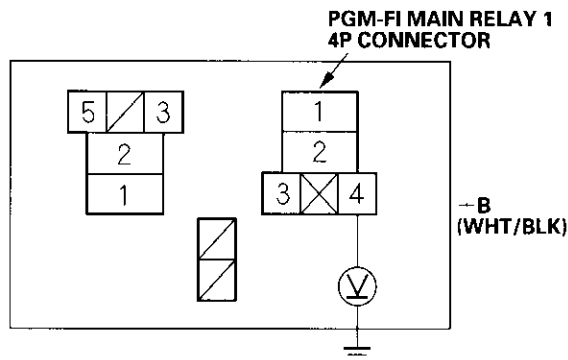 PGM-FI MAIN RELAY 1
4P CONNECTOR
5 3 1
2 2
1 3 4
B
(WHT/BLK)
V